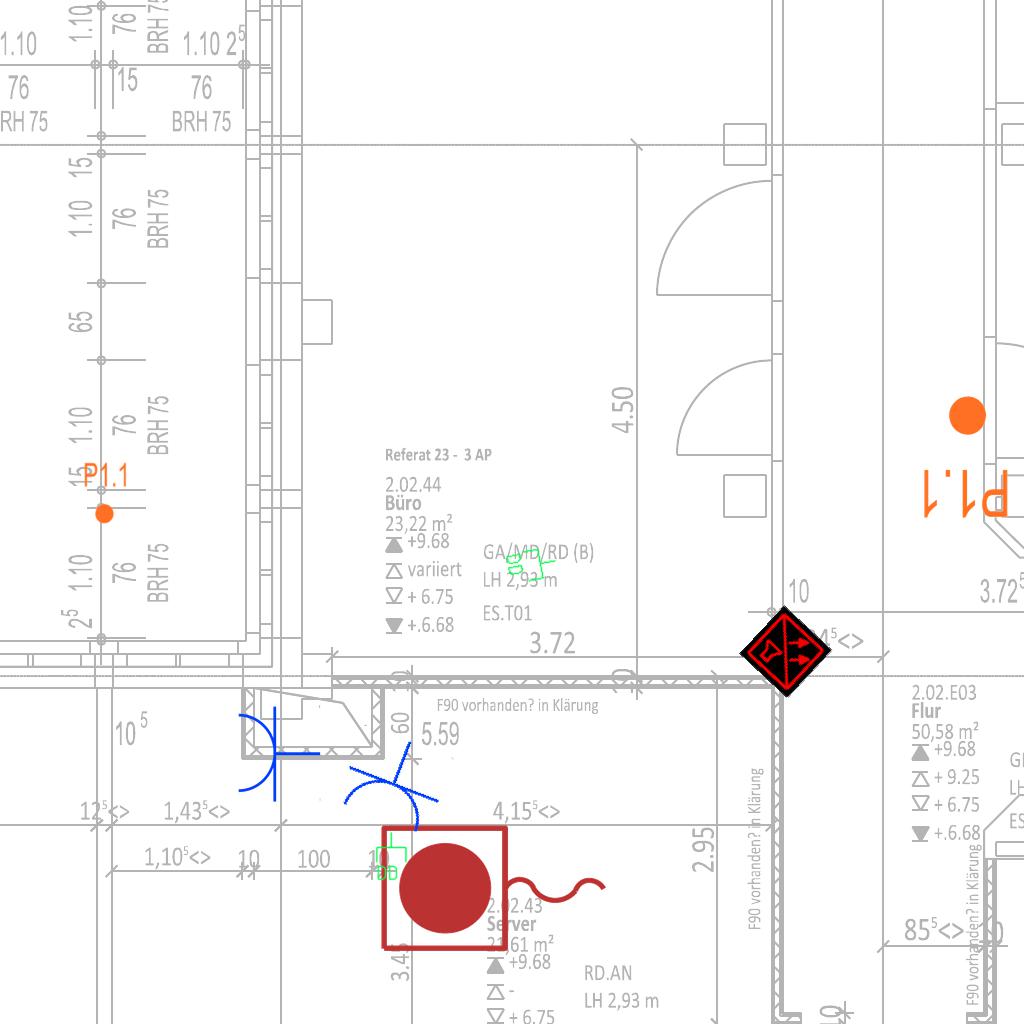 1.10
76
BRH 75
1.10
1.10 2⁵
76
15
76
RH 75
BRH 75
15
1.10
76
BRH 75
65
1.10
76
BRH 75
15
P1.1
1.10
76
BRH 75
2⁵
4.50
Referat 23 - 3 AP
2.02.44
Büro
23,22 m²
+9.68
variiert
+ 6.75
+.6.68
GA/MD/RD (B)
LH 2,93 m
ES.T01
3.72
P1.1
10
3.72⁵
F90 vorhanden? in Klärung
10⁵
60
5.59
12⁵<>
1,43⁵<>
4,15⁵<>
1,10⁵<>
10
100
10
2.95
F90 vorhanden? in Klärung
2.02.E03
Flur
50,58 m²
+9.68
+ 9.25
+ 6.75
+.6.68
F90 vorhanden? in Klärung
85⁵<>
2.02.43
Server
21,61 m²
+9.68
-
+ 6.75
RD.AN
LH 2,93 m